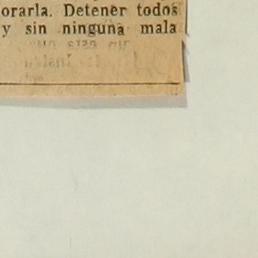 orarla. Detener todos
y sin ninguna mala